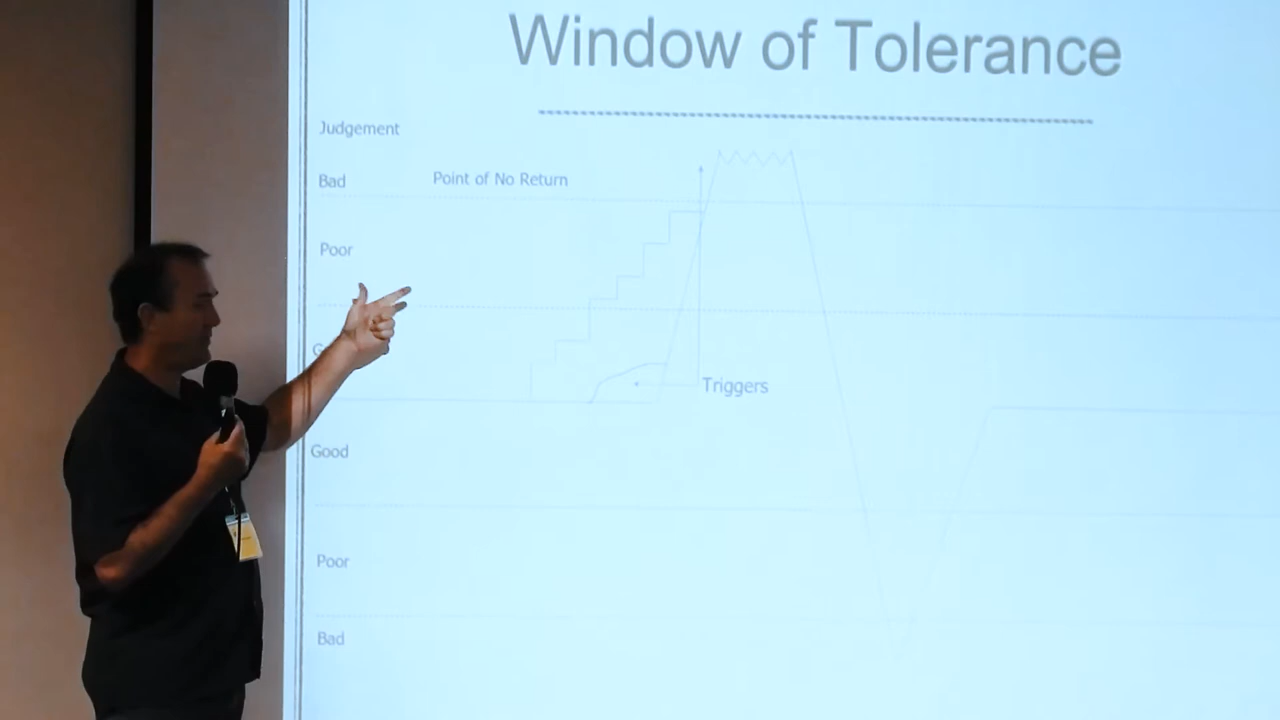 Window of Tolerance
Judgement
Bad
Point of No Return
Poor
Triggers
Good
Poor
Bad